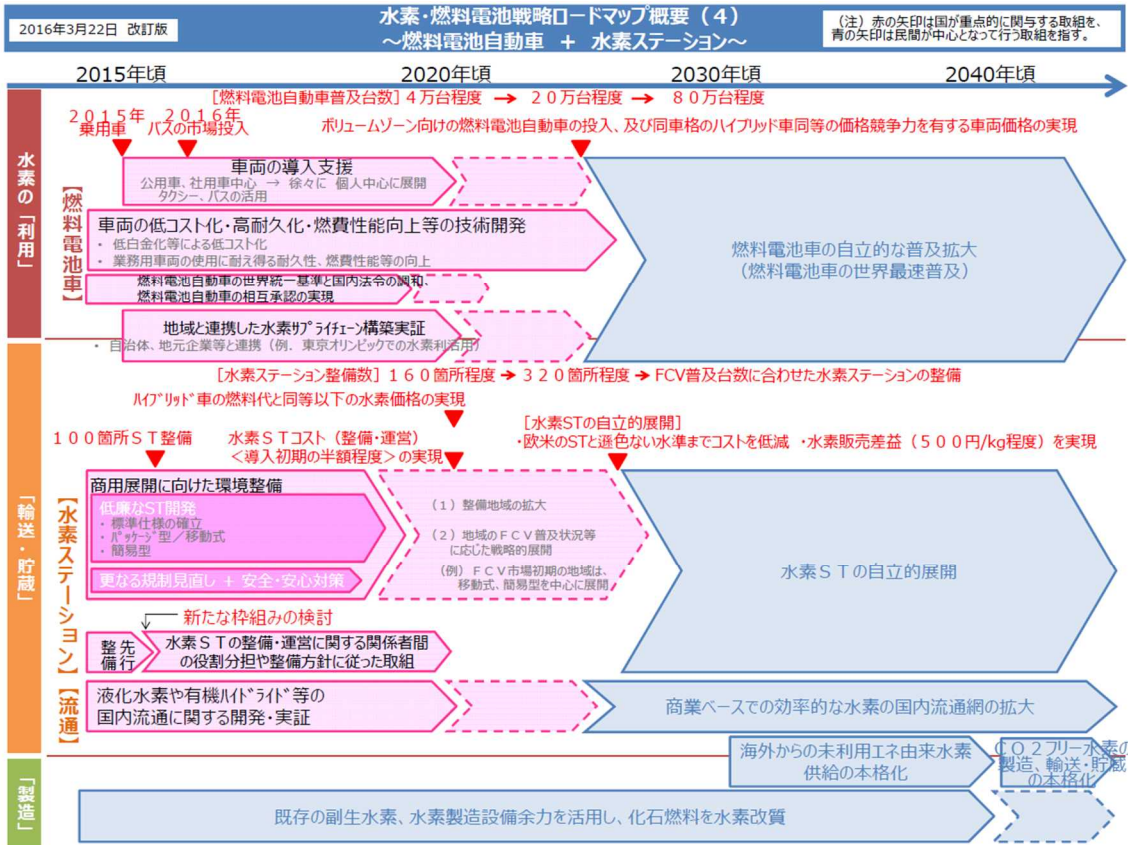 2016年3月22日 改訂版
水素・燃料電池戦略ロードマップ概要(4)
~燃料電池自動車 + 水素ステーション~
(注)赤の矢印は国が重点的に関与する取組を、
青の矢印は民間が中心となって行う取組を指す。
2015年頃
2020年頃
2030年頃
2040年頃
[燃料電池自動車普及台数]4万台程度 → 20万台程度 → 80万台程度
2015年
乗用車
2016年
バスの市場投入
ボリュームゾーン向けの燃料電池自動車の投入、及び同車格のハイブリッド車同等の価格競争力を有する車両価格の実現
水素の「利用」
【燃料電池車】
車両の導入支援
公用車、社用車中心 → 徐々に 個人中心に展開
タクシー、バスの活用
車両の低コスト化・高耐久化・燃費性能向上等の技術開発
・ 低白金化等による低コスト化
・ 業務用車両の使用に耐え得る耐久性、燃費性能等の向上
燃料電池自動車の世界統一基準と国内法令の調和、
燃料電池自動車の相互承認の実現
地域と連携した水素サプライチェーン構築実証
・ 自治体、地元企業等と連携(例.東京オリンピックでの水素利活用)
燃料電池車の自立的な普及拡大
(燃料電池車の世界最速普及)
[水素ステーション整備数]160箇所程度 → 320箇所程度 → FCV普及台数に合わせた水素ステーションの整備
ハイブリッド車の燃料代と同等以下の水素価格の実現
100箇所ST整備
水素STコスト(整備・運営)
<導入初期の半額程度>の実現
[水素STの自立的展開]
・欧米のSTと遜色ない水準までコストを低減 ・水素販売差益(500円/kg程度)を実現
「輸送・貯蔵」
【水素ステーション】
商用展開に向けた環境整備
低廉なST開発
・ 標準仕様の確立
・ パッケージ型/移動式
・ 簡易型
更なる規制見直し + 安全・安心対策
(1)整備地域の拡大
(2)地域のFCV普及状況等
に応じた戦略的展開
(例)FCV市場初期の地域は、
移動式、簡易型を中心に展開
水素STの自立的展開
新たな枠組みの検討
先行
整備
水素STの整備・運営に関する関係者間
の役割分担や整備方針に従った取組
【流通】
液化水素や有機ハイドライド等の
国内流通に関する開発・実証
商業ベースでの効率的な水素の国内流通網の拡大
海外からの未利用エネ由来水素
供給の本格化
CO2フリー水素の
製造、輸送・貯蔵
の本格化
「製造」
既存の副生水素、水素製造設備余力を活用し、化石燃料を水素改質